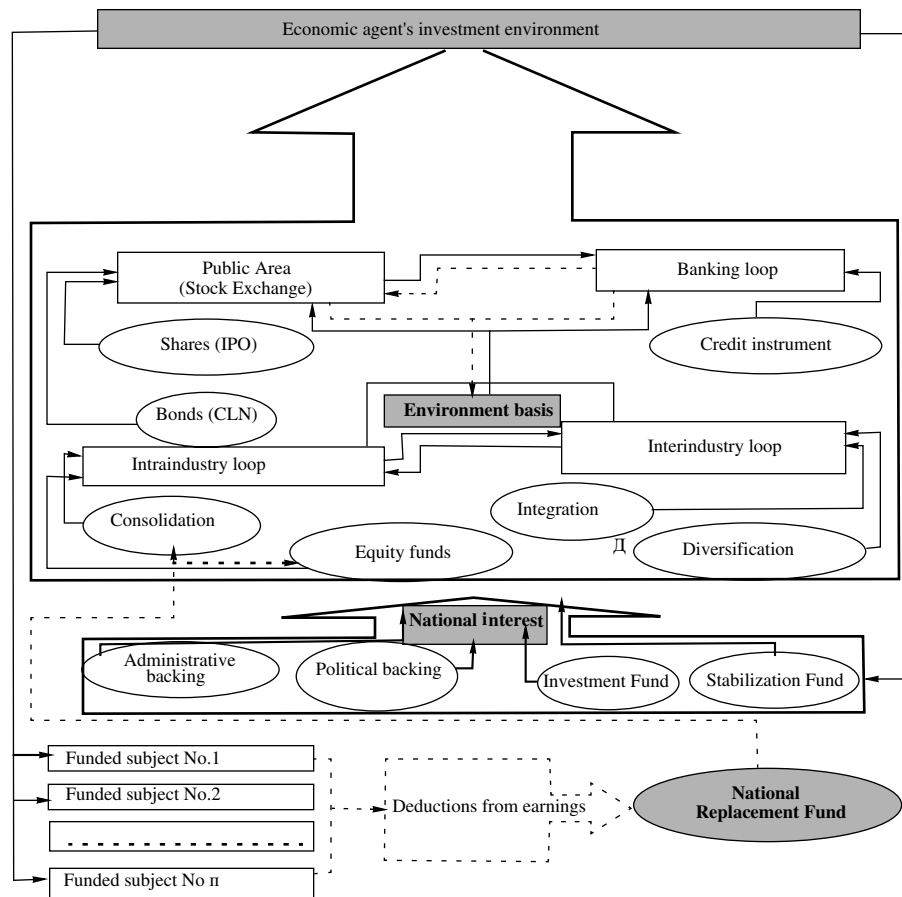 Economic agent's investment environment
Public Area
(Stock Exchange)
Banking loop
Shares (IPO)
Credit instrument
Bonds (CLN)
Environment basis
Intraindustry loop
Interindustry loop
Consolidation
Integration
Equity funds
Д
Diversification
National interest
Administrative
backing
Political backing
Investment Fund
Stabilization Fund
Funded subject No.1
Funded subject No.2
Deductions from earnings
National
Replacement Fund
Funded subject No п